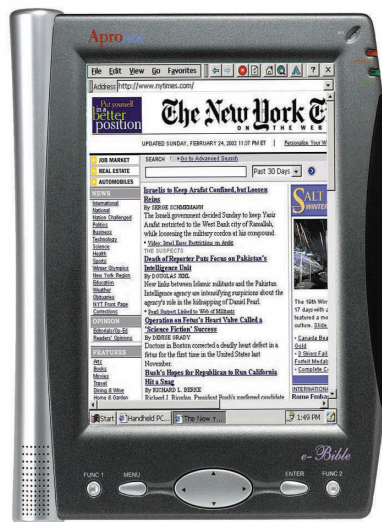 Aprotek
File Edit View Go Favorites
Address http://www.nytimes.com
Put yourself
in a
better
position
The New York T
ON THE WEB
UPDATED SUNDAY, FEBRUARY 24, 2002 11:37 PM ET | Personalize Your W
JOB MARKET
REAL ESTATE
AUTOMOBILES
SEARCH Go to Advanced Search
Past 30 Days
NEWS
International
National
Nation Challenged
Politics
Business
Technology
Science
Health
Sports
Winter Olympics
New York Region
Education
Weather
Obituaries
NYT Front Page
Corrections
OPINION
Editorials/Op-Ed
Readers' Opinions
FEATURES
Arts
Books
Movies
Travel
Dining & Wine
Home & Garden
Israelis to Keep Arafat Confined, but Loosen
Reins
By SERGE SCHMEMANN
The Israeli government decided Sunday to keep Yasir
Arafat restricted to the West Bank city of Ramallah,
while loosening the military cordon at his compound.
• Video: Israel Eases Restrictions on Arafat
THE SUSPECTS
Death of Reporter Puts Focus on Pakistan's
Intelligence Unit
By DOUGLAS JEHL
New links between Islamic militants and the Pakistan
Intelligence agency are intensifying suspicions about the
agency's role in the kidnapping of Daniel Pearl.
• Pearl Suspect Linked to Web of Militants
Operation on Fetus's Heart Valve Called a
'Science Fiction' Success
By DENISE GRADY
Doctors in Boston corrected a deadly heart defect in a
fetus for the first time in the United States last
November.
Bush's Hopes for Republican to Run California
Hit a Snag
By RICHARD L. BERKE
Richard J. Riordan, President Bush's preferred candidate
SALT
WINTER
The 19th Win
17 days with a
featured a mo
culture. Slide
• Canada Bea
Gold
• 3 Skiers Fail
Forfeit Medal
• Complete C
INTERNATION
Rome Embas
Start Handheld PC... The New Y... 1:49 PM
e-Bible
FUNC 1 MENU ENTER FUNC 2